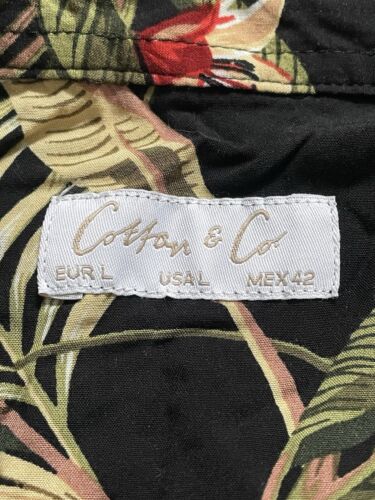 Cotton & Co.
EUR L USA L MEX 42